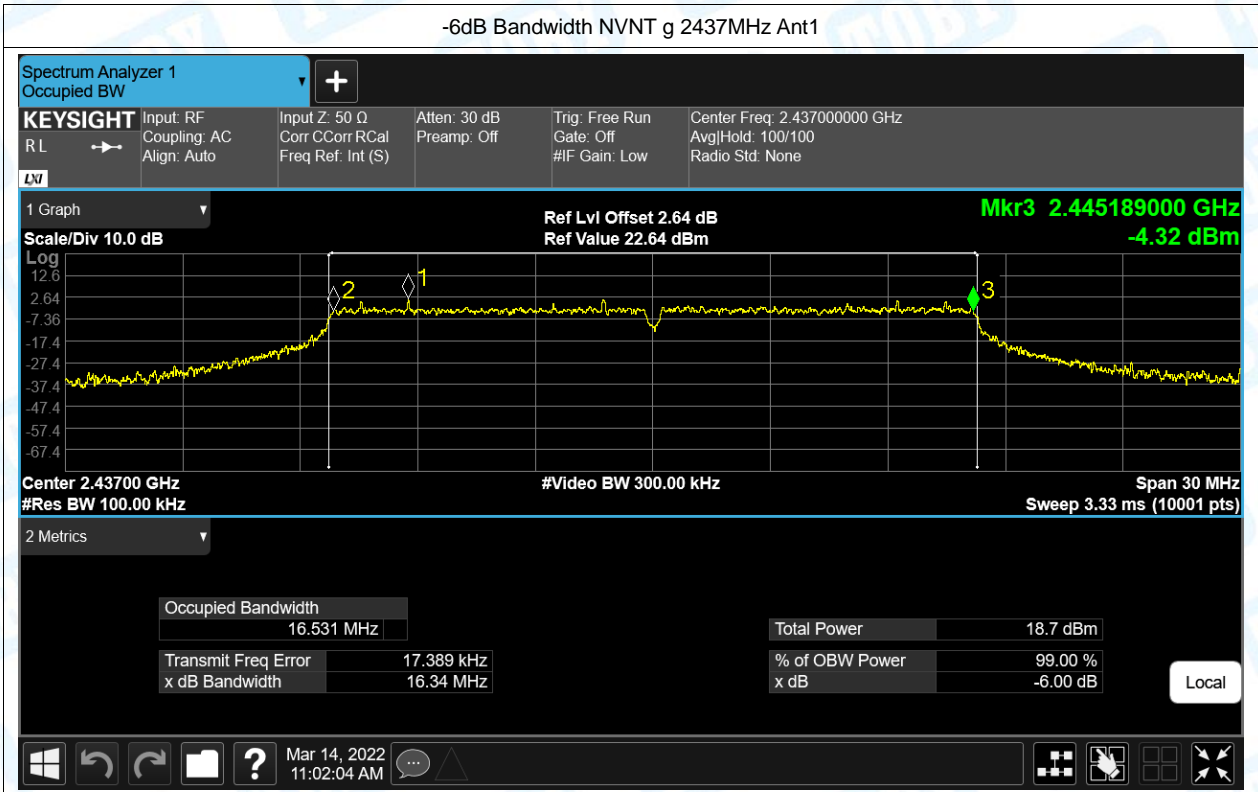 -6dB Bandwidth NVNT g 2437MHz Ant1
Spectrum Analyzer 1
Occupied BW
KEYSIGHT
RL
LXI
Input: RF
Coupling: AC
Align: Auto
Input Z: 50 Ω
Corr CCorr RCal
Freq Ref: Int (S)
Atten: 30 dB
Preamp: Off
Trig: Free Run
Gate: Off
#IF Gain: Low
Center Freq: 2.437000000 GHz
Avg|Hold: 100/100
Radio Std: None
1 Graph
Scale/Div 10.0 dB
Ref Lvl Offset 2.64 dB
Ref Value 22.64 dBm
Mkr3 2.445189000 GHz
-4.32 dBm
Log
12.6
2.64
-7.36
-17.4
-27.4
-37.4
-47.4
-57.4
-67.4
2
1
3
Center 2.43700 GHz
#Res BW 100.00 kHz
#Video BW 300.00 kHz
Span 30 MHz
Sweep 3.33 ms (10001 pts)
2 Metrics
Occupied Bandwidth
16.531 MHz
Transmit Freq Error 17.389 kHz
x dB Bandwidth 16.34 MHz
Total Power 18.7 dBm
% of OBW Power 99.00 %
x dB -6.00 dB
Local
?
Mar 14, 2022
11:02:04 AM